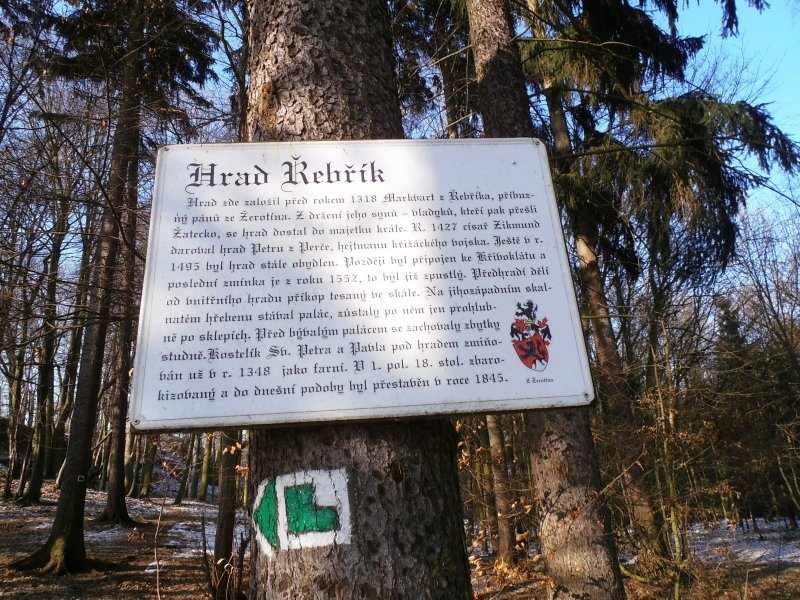 Hrad Řebřík
Hrad zde založil před rokem 1318 Markvart z Řebříka, příbuz-
ný pánů ze Žerotína. Z držení jeho synů - vladyků, kteří pak přešli
Žatecko, se hrad dostal do majetku krále. R. 1427 císař Zikmund
daroval hrad Petru z Perče, hejtmanu křižáckého vojska. Ještě v r.
1495 byl hrad stále obydlen. Později byl připojen ke Křivoklátu a
poslední zmínka je z roku 1552, to byl již zpustlý. Předhradí dělí
od vnitřního hradu příkop tesaný ve skále. Na jihozápadním skal-
natém hřebenu stával palác, zůstaly po něm jen prohlub-
ně po sklepích. Před bývalým palácem se zachovaly zbytky
studně.Kostelík Sv. Petra a Pavla pod hradem zmiňo-
ván už v r. 1348 jako farní. V 1. pol. 18. stol. zbaro-
kizovaný a do dnešní podoby byl přestavěn v roce 1845.
Z Žerotína